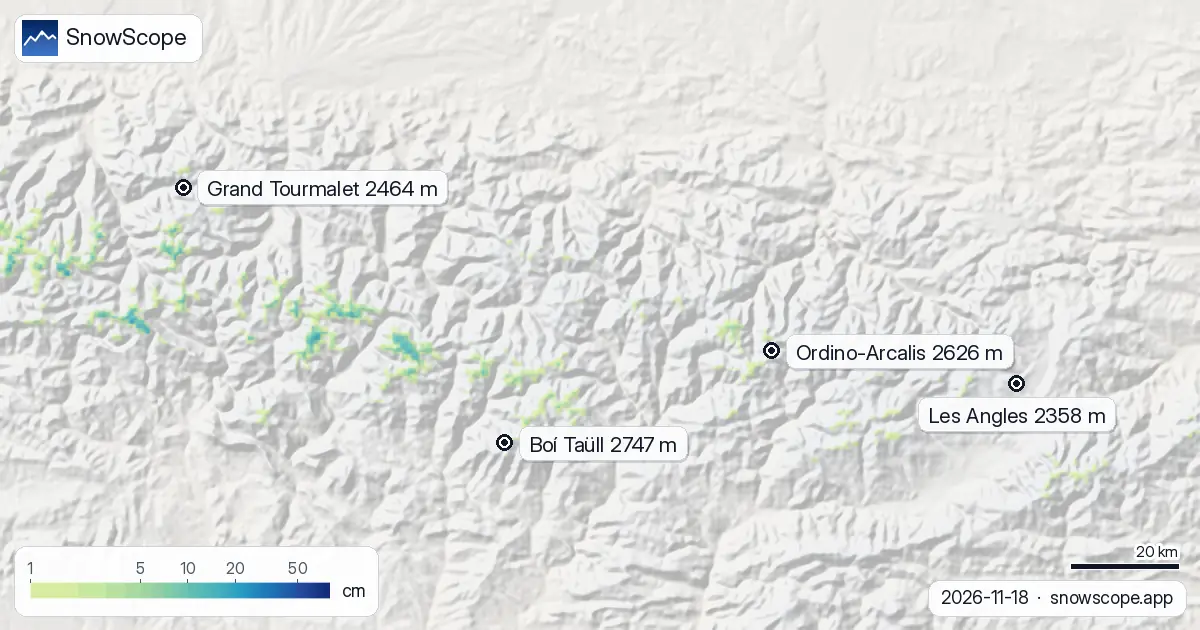 SnowScope
Grand Tourmalet 2464 m
Ordino-Arcalis 2626 m
Les Angles 2358 m
Boí Taüll 2747 m
1 5 10 20 50
cm
20 km
2026-11-18 · snowscope.app